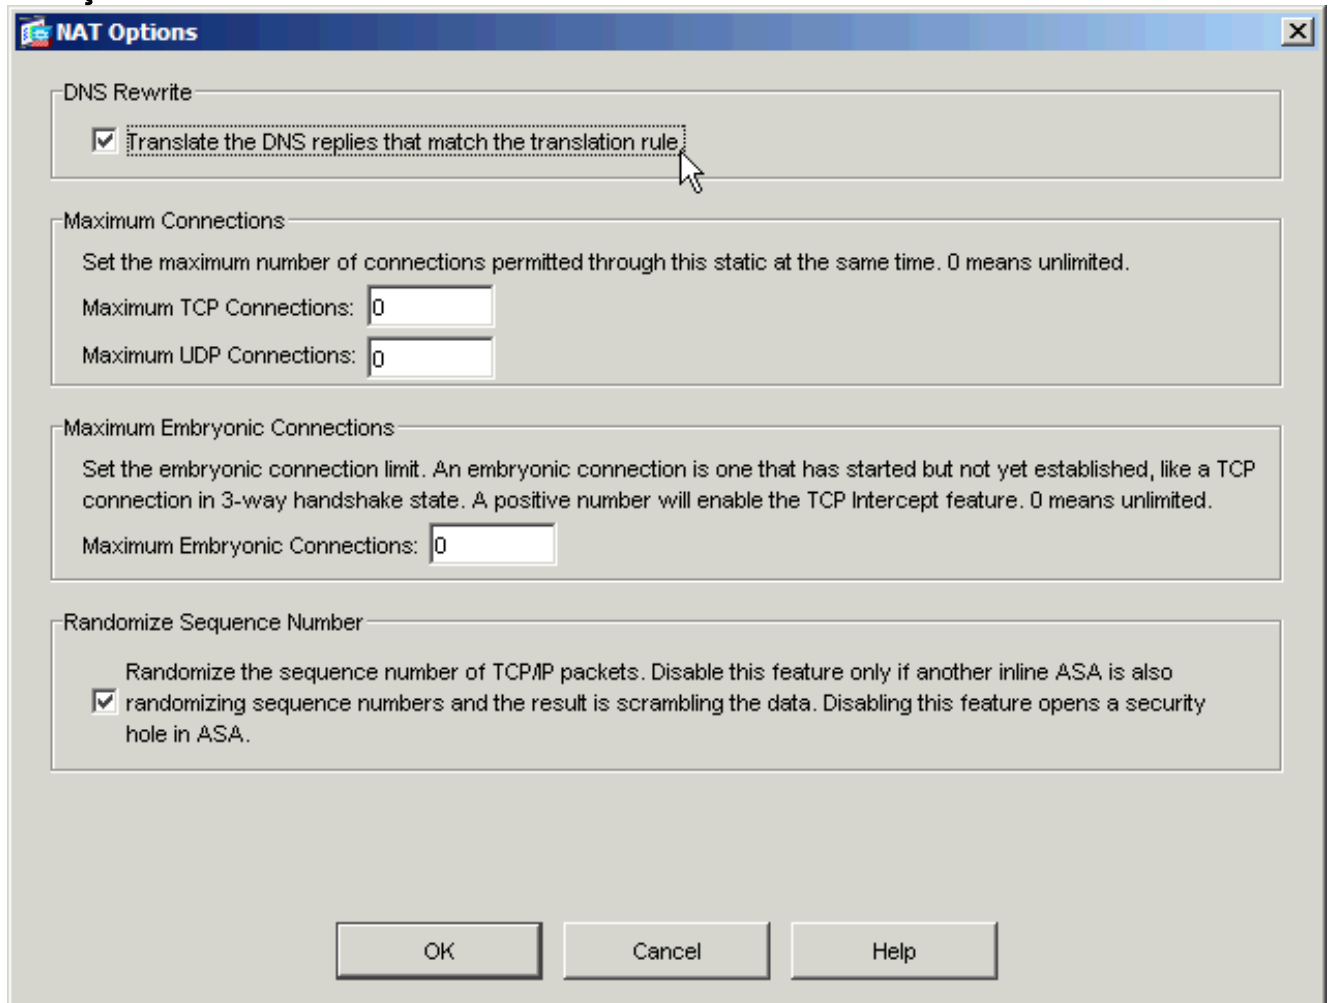 NAT Options
DNS Rewrite
Translate the DNS replies that match the translation rule.
Maximum Connections
Set the maximum number of connections permitted through this static at the same time. 0 means unlimited.
Maximum TCP Connections: 0
Maximum UDP Connections: 0
Maximum Embryonic Connections
Set the embryonic connection limit. An embryonic connection is one that has started but not yet established, like a TCP
connection in 3-way handshake state. A positive number will enable the TCP Intercept feature. 0 means unlimited.
Maximum Embryonic Connections: 0
Randomize Sequence Number
Randomize the sequence number of TCP/IP packets. Disable this feature only if another inline ASA is also
randomizing sequence numbers and the result is scrambling the data. Disabling this feature opens a security
hole in ASA.
OK Cancel Help